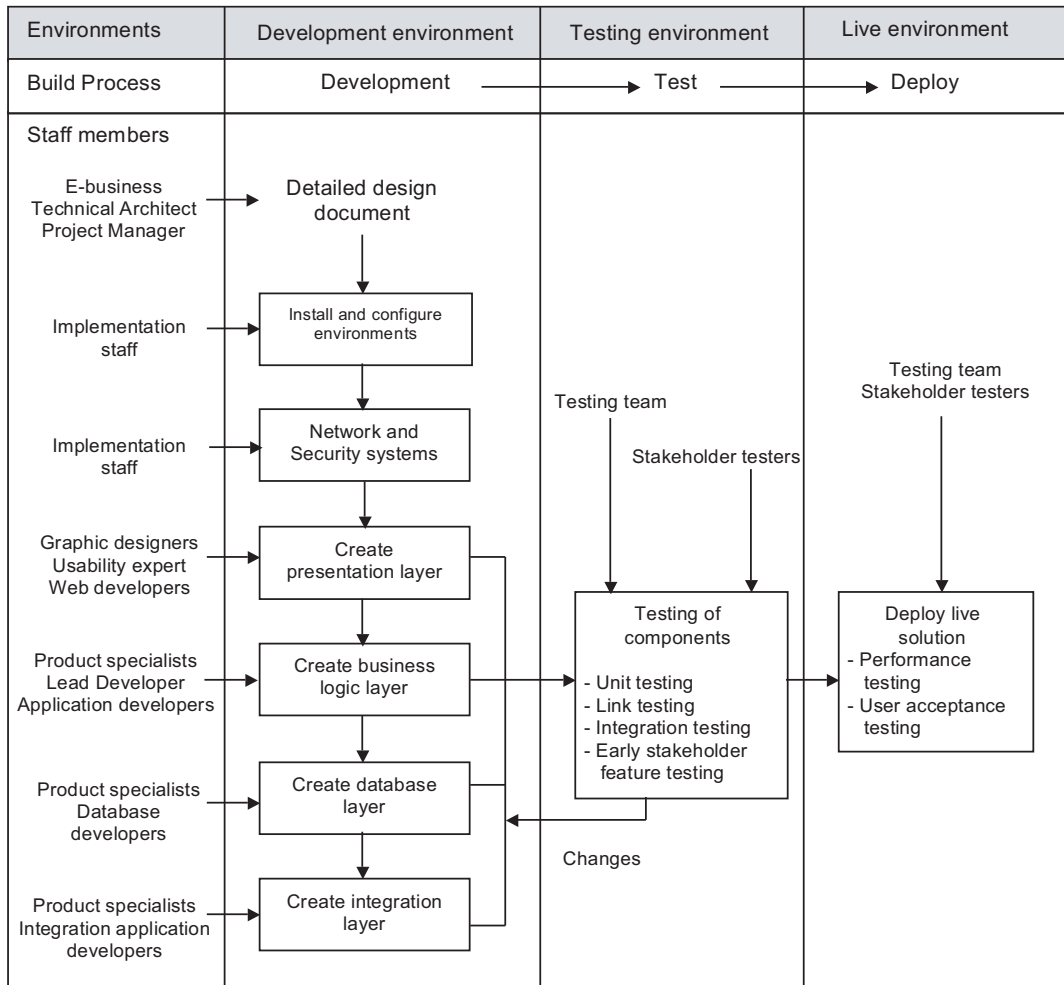 Environments
Development environment
Testing environment
Live environment
Build Process
Development
Test
Deploy
Staff members
E-business
Technical Architect
Project Manager
Detailed design
document
Implementation
staff
Install and configure
environments
Implementation
staff
Network and
Security systems
Graphic designers
Usability expert
Web developers
Create
presentation layer
Product specialists
Lead Developer
Application developers
Create business
logic layer
Product specialists
Database
developers
Create database
layer
Product specialists
Integration application
developers
Create integration
layer
Testing team
Stakeholder testers
Testing of
components
- Unit testing
- Link testing
- Integration testing
- Early stakeholder
feature testing
Changes
Testing team
Stakeholder testers
Deploy live
solution
- Performance
testing
- User acceptance
testing